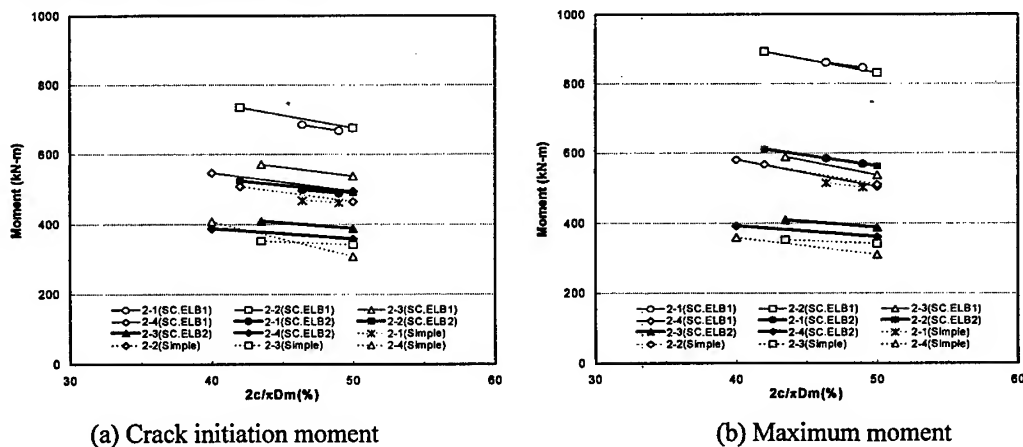 1000
800
600
400
200
0
Moment (kN-m)
2-1(SC.ELB1) 2-2(SC.ELB1) 2-3(SC.ELB1)
2-4(SC.ELB1) 2-1(SC.ELB2) 2-2(SC.ELB2)
2-3(SC.ELB2) 2-4(SC.ELB2) 2-1(Simple)
2-2(Simple) 2-3(Simple) 2-4(Simple)
30 40 50 60
2c/πDm(%)
(a) Crack initiation moment
1000
800
600
400
200
0
Moment (kN-m)
2-1(SC.ELB1) 2-2(SC.ELB1) 2-3(SC.ELB1)
2-4(SC.ELB1) 2-1(SC.ELB2) 2-2(SC.ELB2)
2-3(SC.ELB2) 2-4(SC.ELB2) 2-1(Simple)
2-2(Simple) 2-3(Simple) 2-4(Simple)
30 40 50 60
2c/πDm(%)
(b) Maximum moment